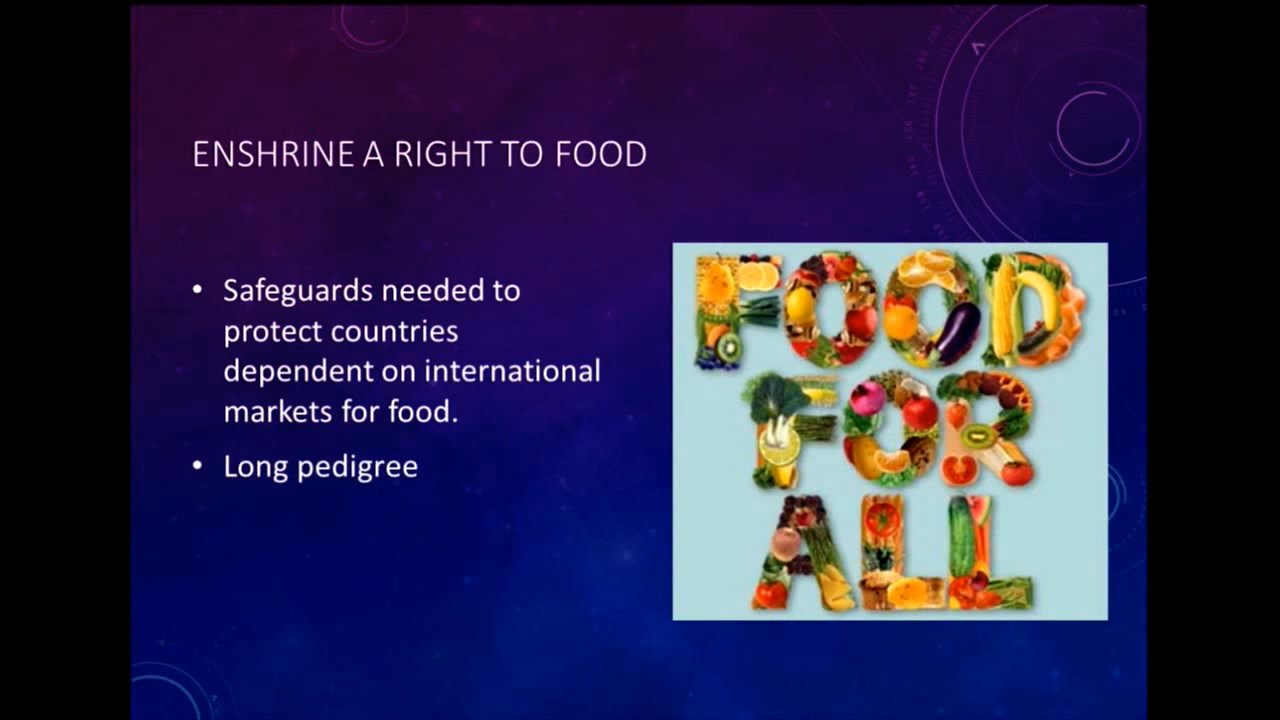 ENSHRINE A RIGHT TO FOOD
• Safeguards needed to
protect countries
dependent on international
markets for food.
• Long pedigree
FOOD
FOR
ALL